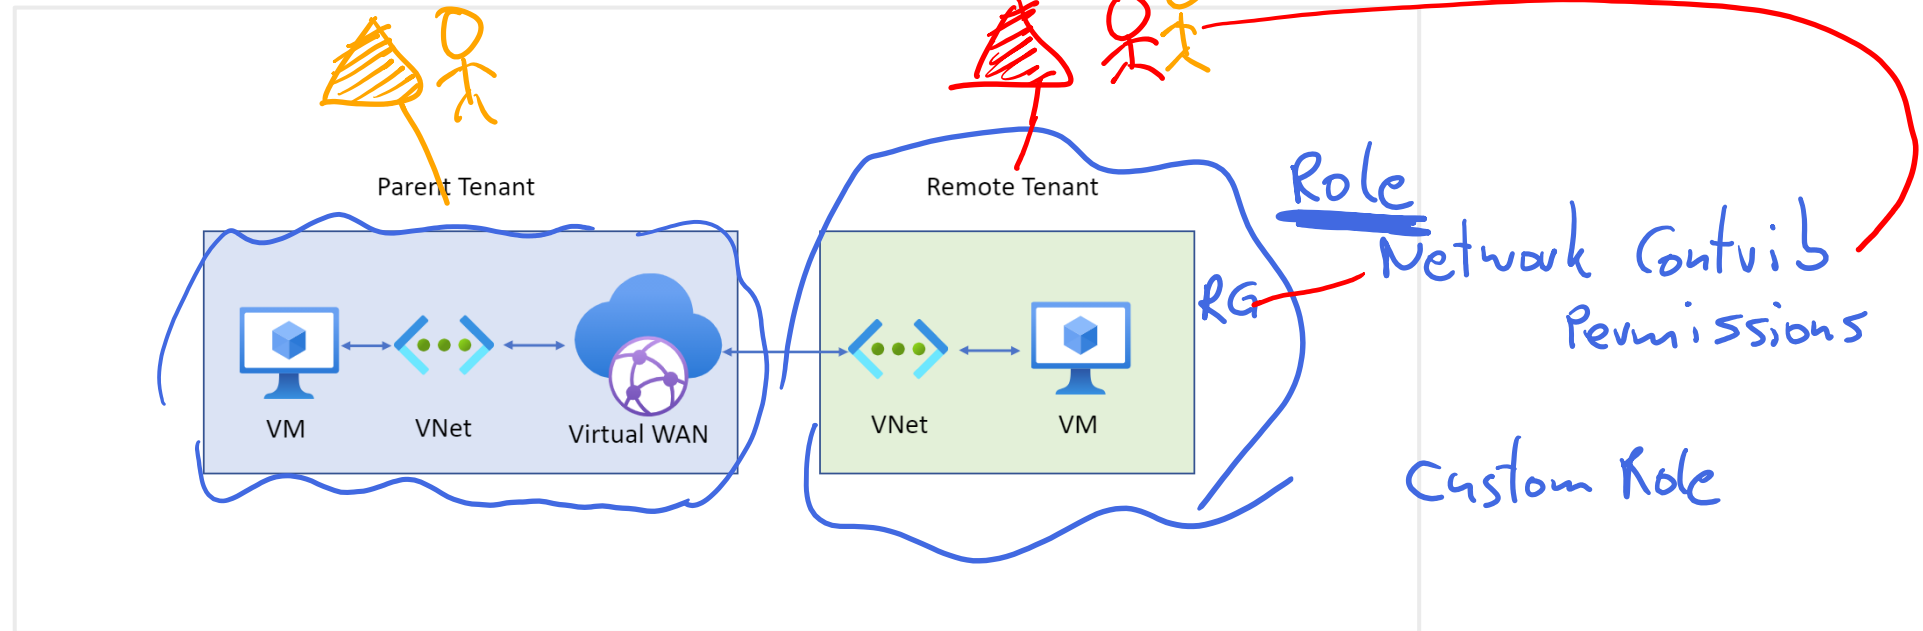 Parent Tenant
Remote Tenant
Role
Network Contrib
Permissions
RG
VM
VNet
Virtual WAN
VNet
VM
Custom Role